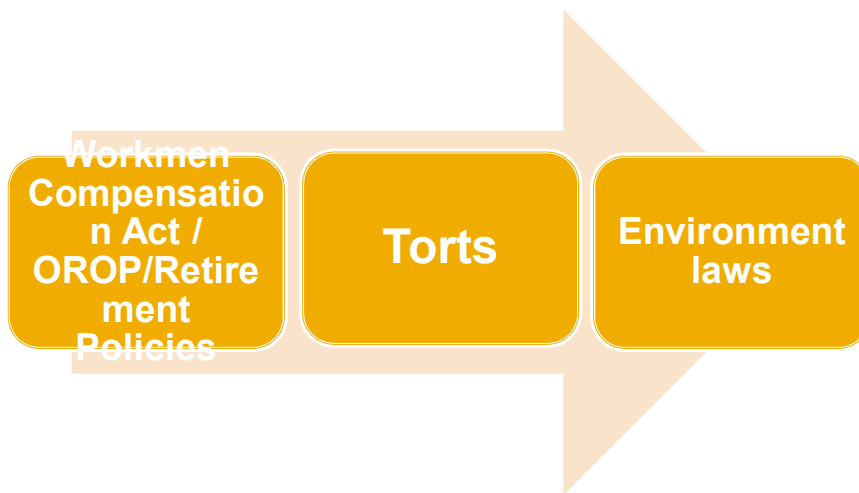 Workmen
Compensatio
n Act /
OROP/Retire
ment
Policies
Torts
Environment
laws